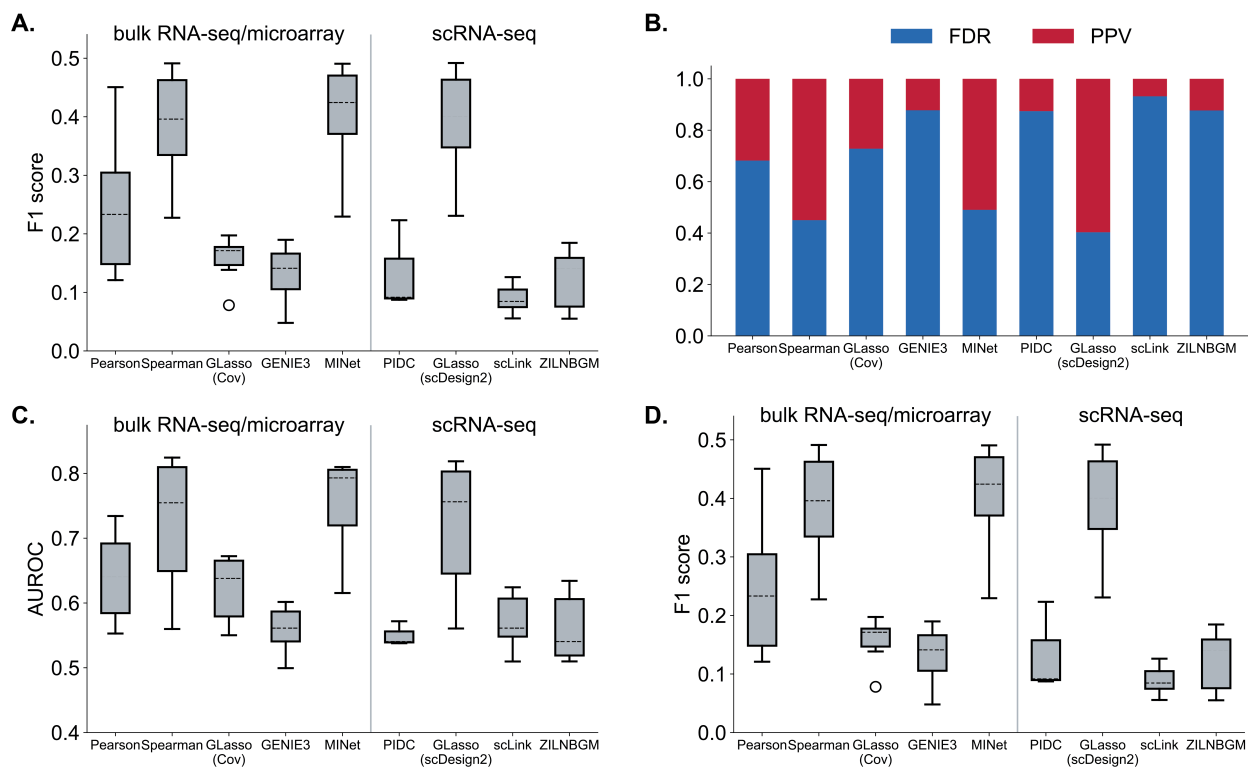 A.
bulk RNA-seq/microarray
scRNA-seq
F1 score
0.5
0.4
0.3
0.2
0.1
0.0
Pearson Spearman GLasso GENIE3 MINet PIDC GLasso scLink ZILNBGM
(Cov) (scDesign2)
B.
FDR PPV
1.0
0.8
0.6
0.4
0.2
0.0
Pearson Spearman GLasso GENIE3 MINet PIDC GLasso scLink ZILNBGM
(Cov) (scDesign2)
C.
bulk RNA-seq/microarray
scRNA-seq
AUROC
0.8
0.7
0.6
0.5
0.4
Pearson Spearman GLasso GENIE3 MINet PIDC GLasso scLink ZILNBGM
(Cov) (scDesign2)
D.
bulk RNA-seq/microarray
scRNA-seq
F1 score
0.5
0.4
0.3
0.2
0.1
0.0
Pearson Spearman GLasso GENIE3 MINet PIDC GLasso scLink ZILNBGM
(Cov) (scDesign2)